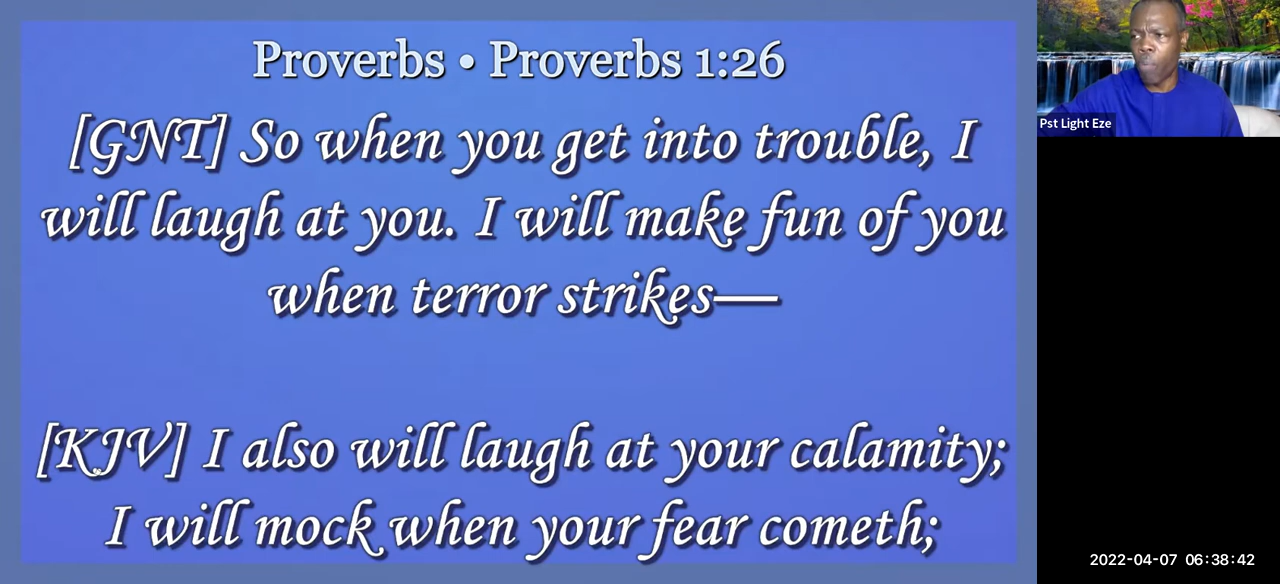 Proverbs • Proverbs 1:26
[GNT] So when you get into trouble, I
will laugh at you. I will make fun of you
when terror strikes—
[KJV] I also will laugh at your calamity;
I will mock when your fear cometh;
Pst Light Eze
2022-04-07 06:38:42